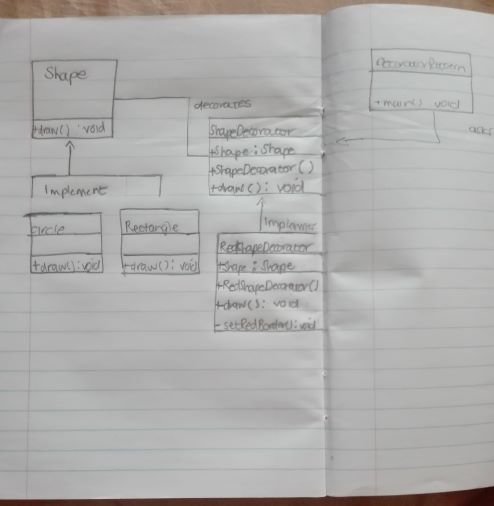 Shape
+draw() : void
decorates
DecoratorPattern
+main() void
asks
ShapeDecorator
+Shape : Shape
+ShapeDecorator()
+draw() : void
Implement
Circle
+draw() : void
Rectangle
+draw() : void
Implement
RedShapeDecorator
+Shape : Shape
+RedShapeDecorator()
+draw() : void
- setRedBorder() : void